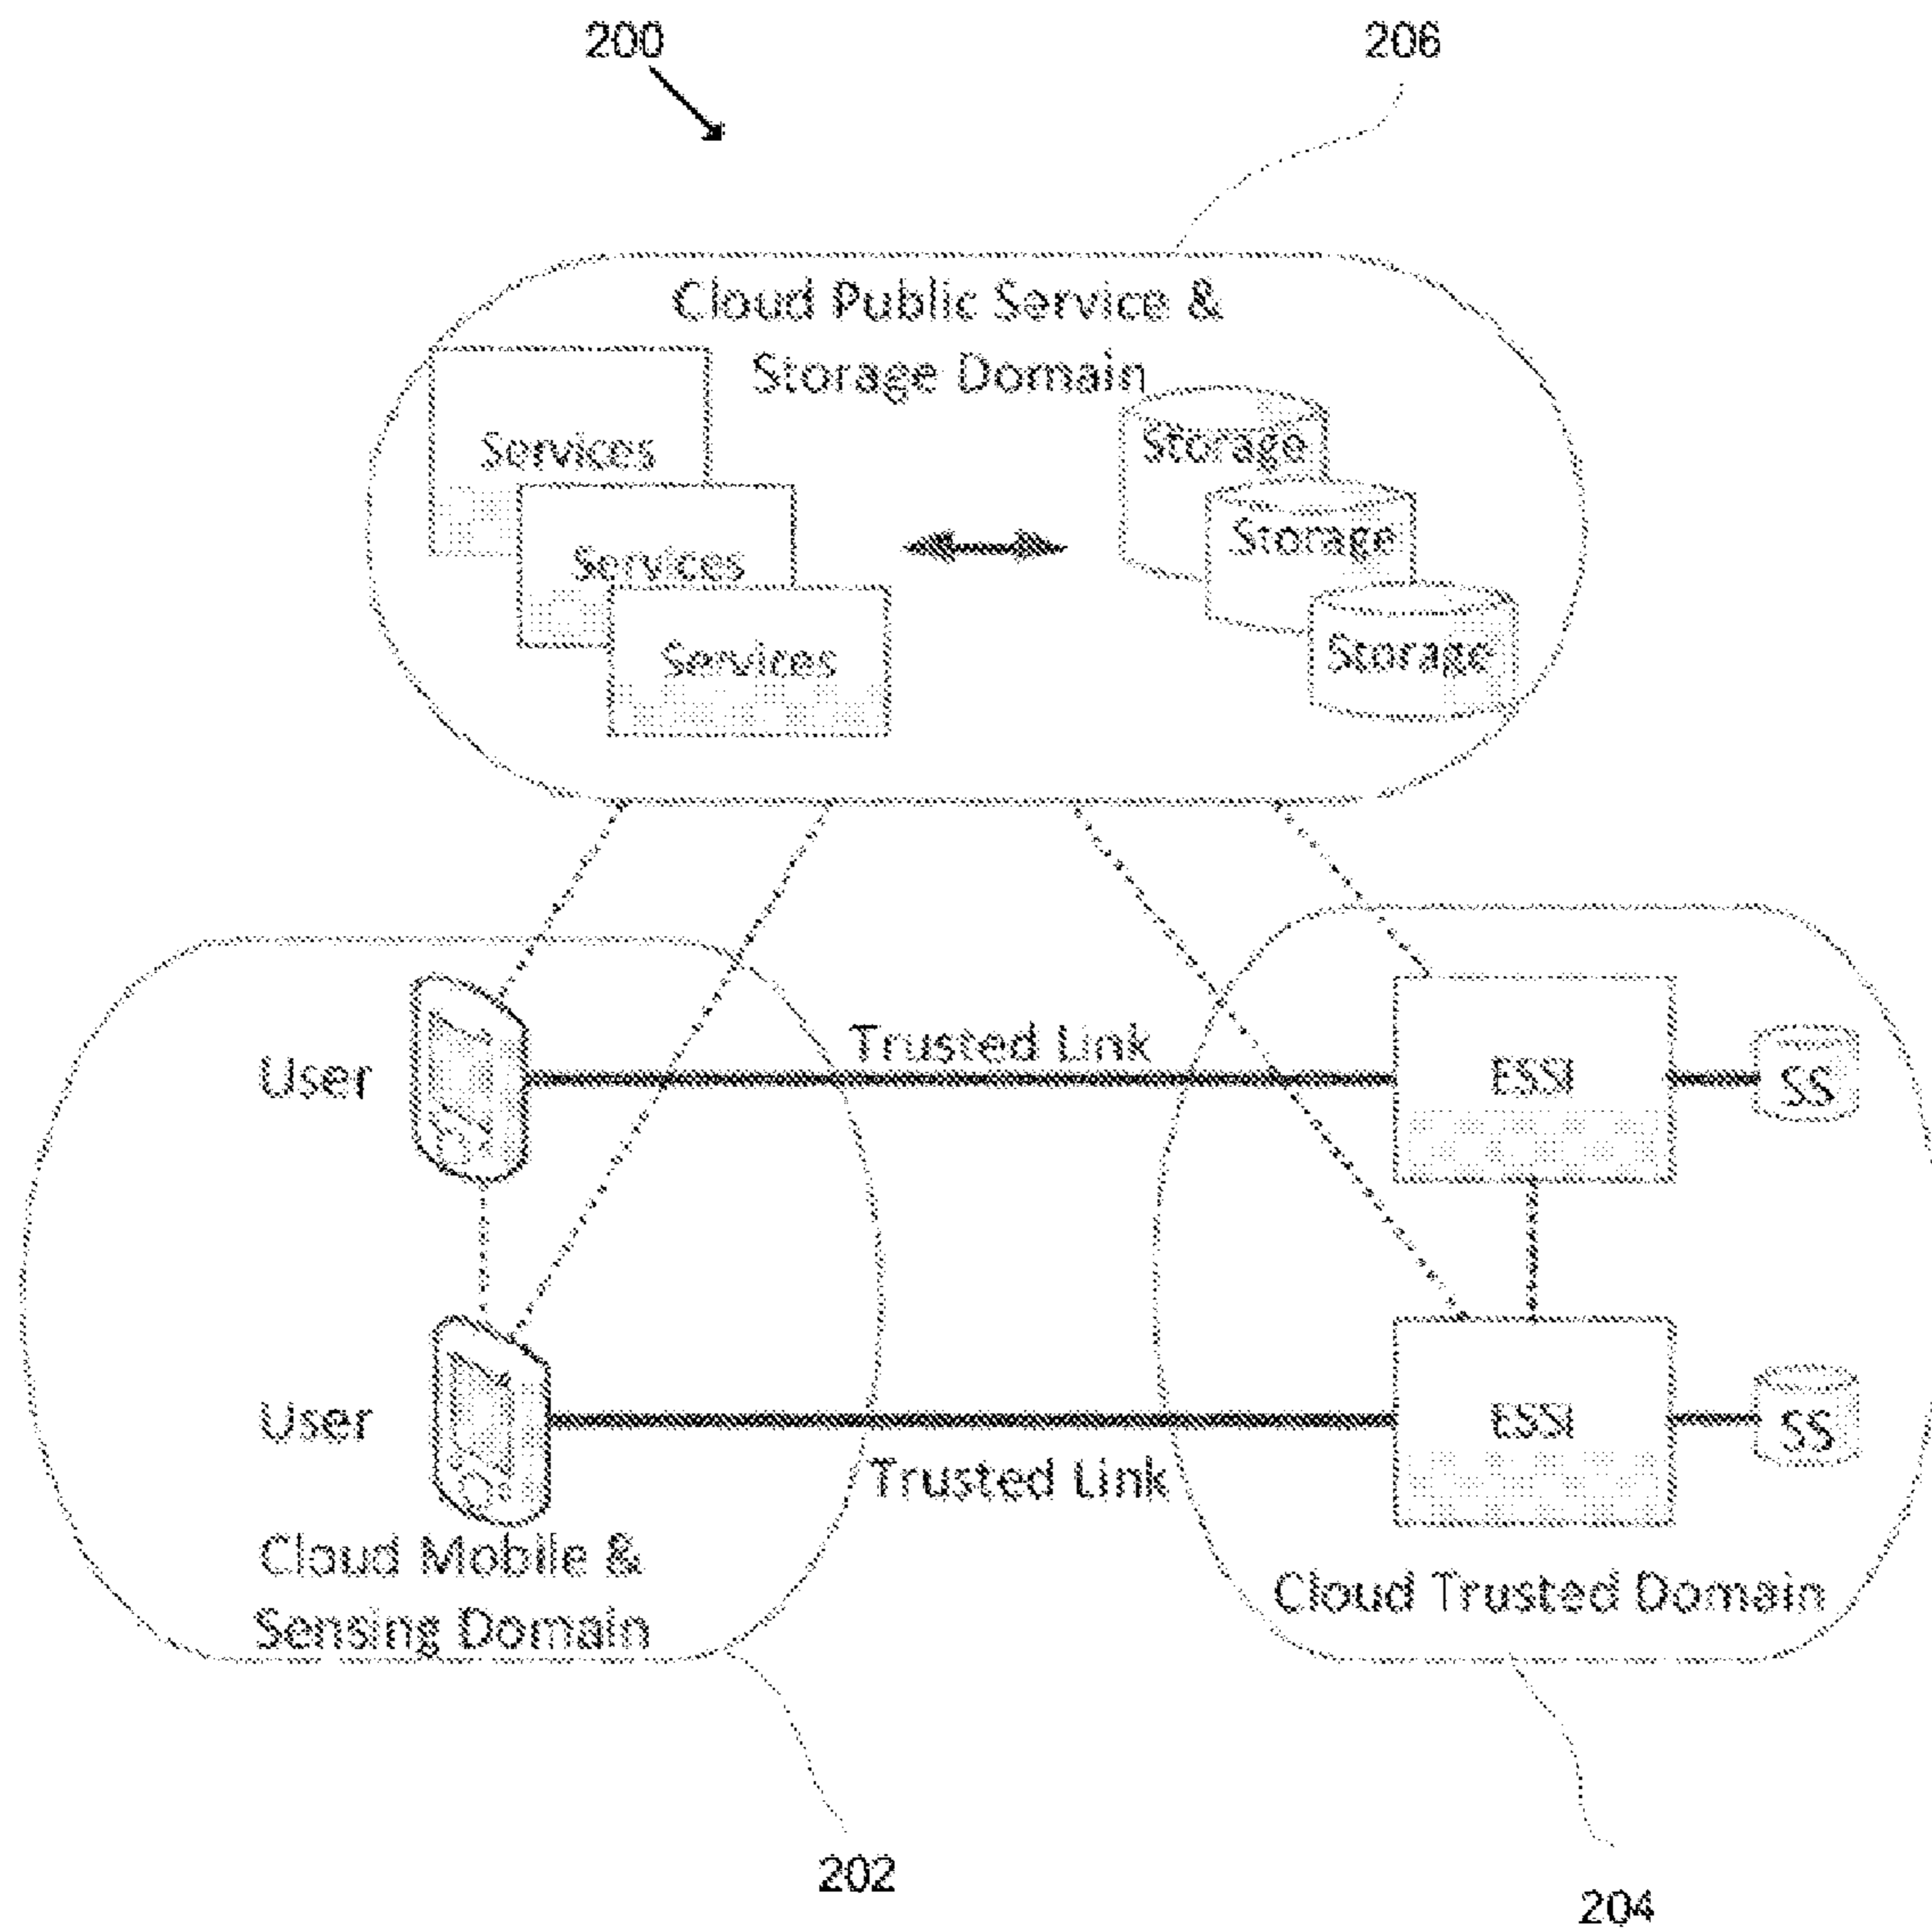 200
206
Cloud Public Service &
Storage Domain
Services
Storage
Services
Storage
Services
Storage
Trusted Link
User
ESSI
SS
User
ESSI
SS
Trusted Link
Cloud Mobile &
Sensing Domain
Cloud Trusted Domain
202
204